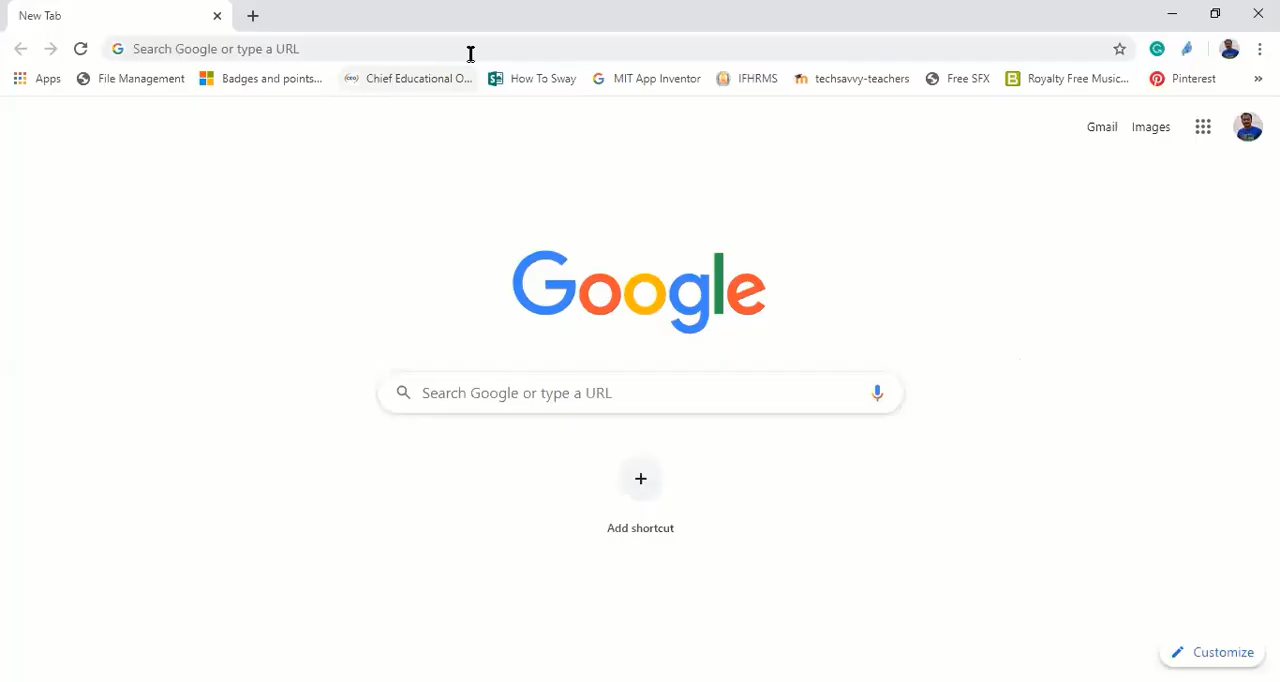 New Tab
Search Google or type a URL
Apps File Management Badges and points... Chief Educational O... How To Sway MIT App Inventor IFHRMS techsavvy-teachers Free SFX Royalty Free Music... Pinterest »
Gmail Images
Google
Search Google or type a URL
Add shortcut
Customize